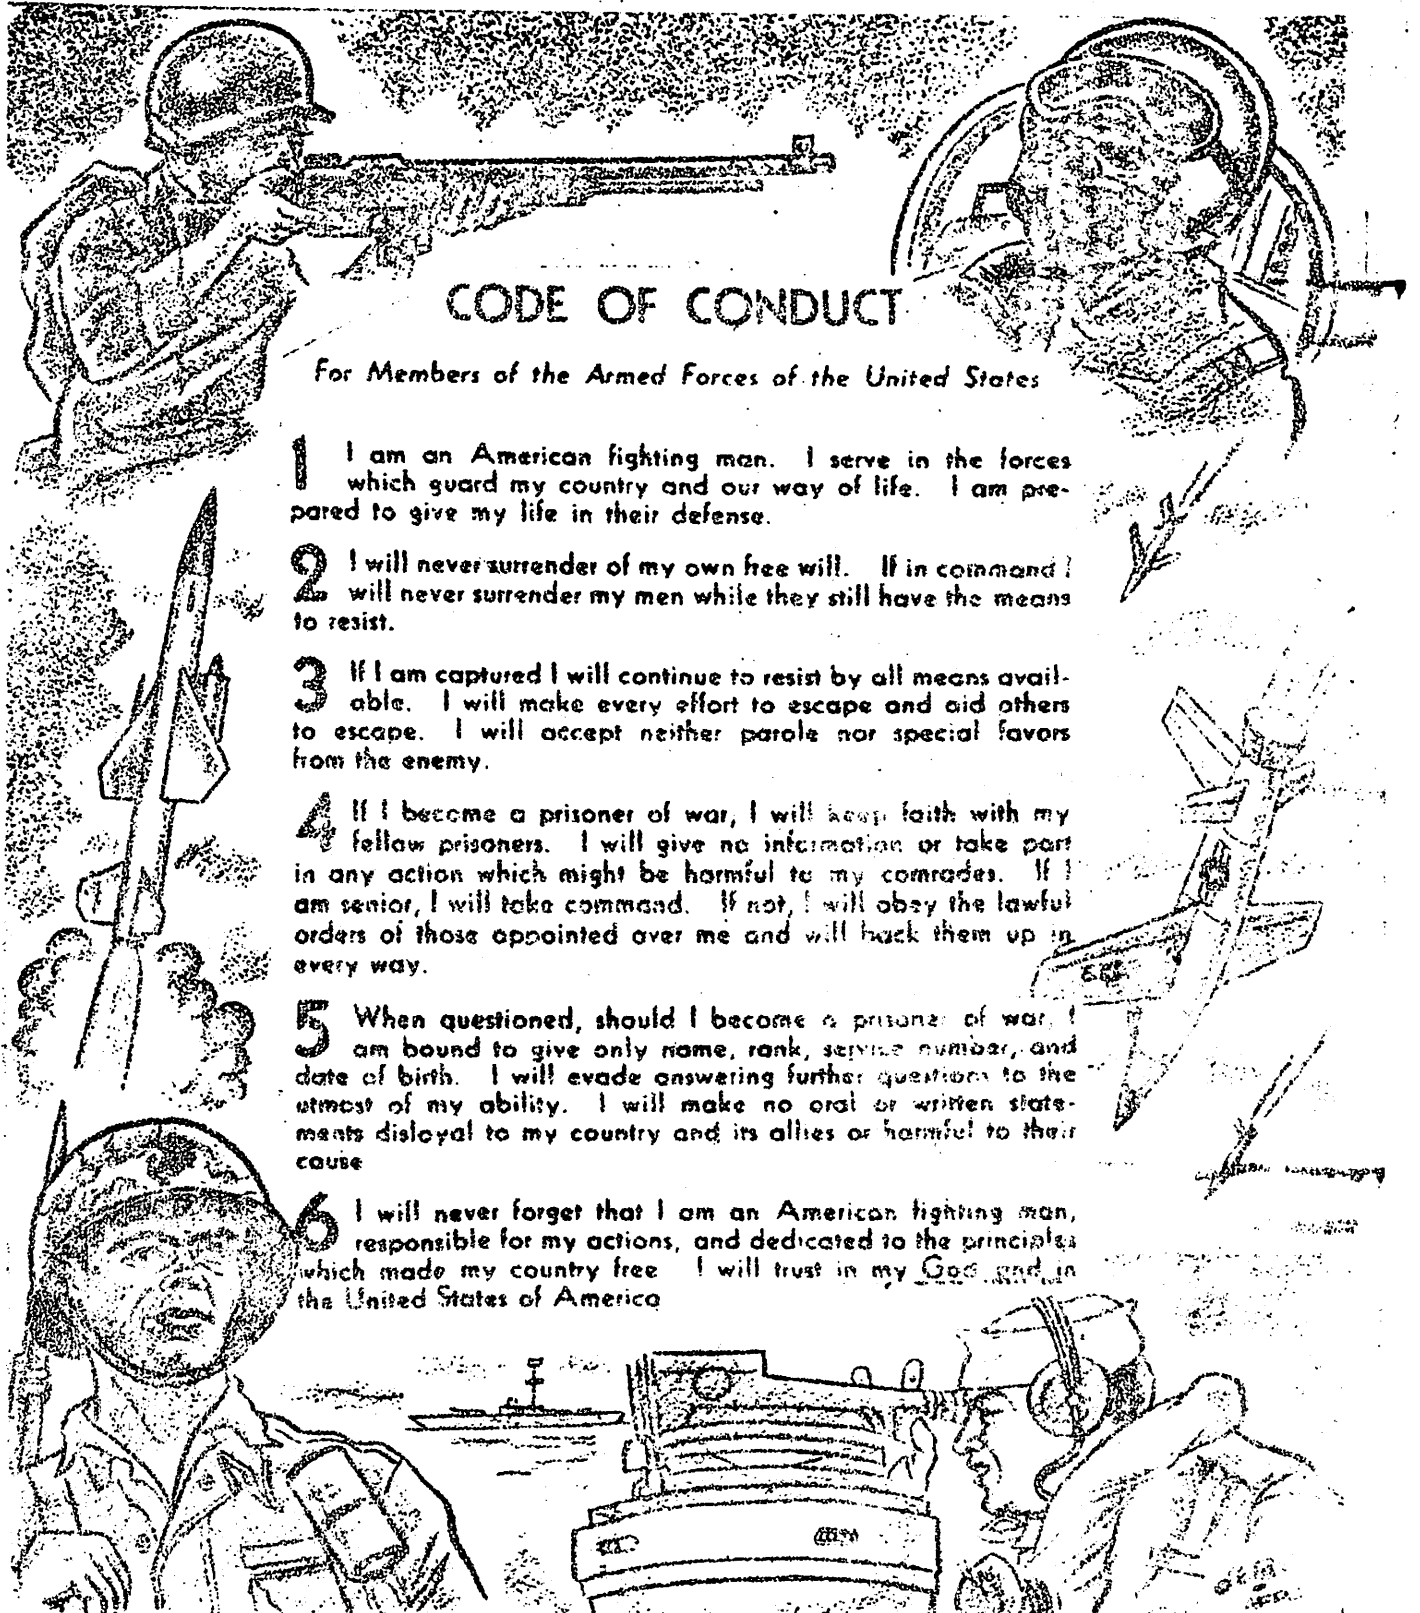 CODE OF CONDUCT
For Members of the Armed Forces of the United States
1 I am an American fighting man. I serve in the forces
which guard my country and our way of life. I am pre-
pared to give my life in their defense.
2 I will never surrender of my own free will. If in command I
will never surrender my men while they still have the means
to resist.
3 If I am captured I will continue to resist by all means avail-
able. I will make every effort to escape and aid others
to escape. I will accept neither parole nor special favors
from the enemy.
4 If I become a prisoner of war, I will keep faith with my
fellow prisoners. I will give no information or take part
in any action which might be harmful to my comrades. If I
am senior, I will take command. If not, I will obey the lawful
orders of those appointed over me and will back them up in
every way.
5 When questioned, should I become a prisoner of war, I
am bound to give only name, rank, service number, and
date of birth. I will evade answering further questions to the
utmost of my ability. I will make no oral or written state-
ments disloyal to my country and its allies or harmful to their
cause
6 I will never forget that I am an American fighting man,
responsible for my actions, and dedicated to the principles
which made my country free I will trust in my God and in
the United States of America